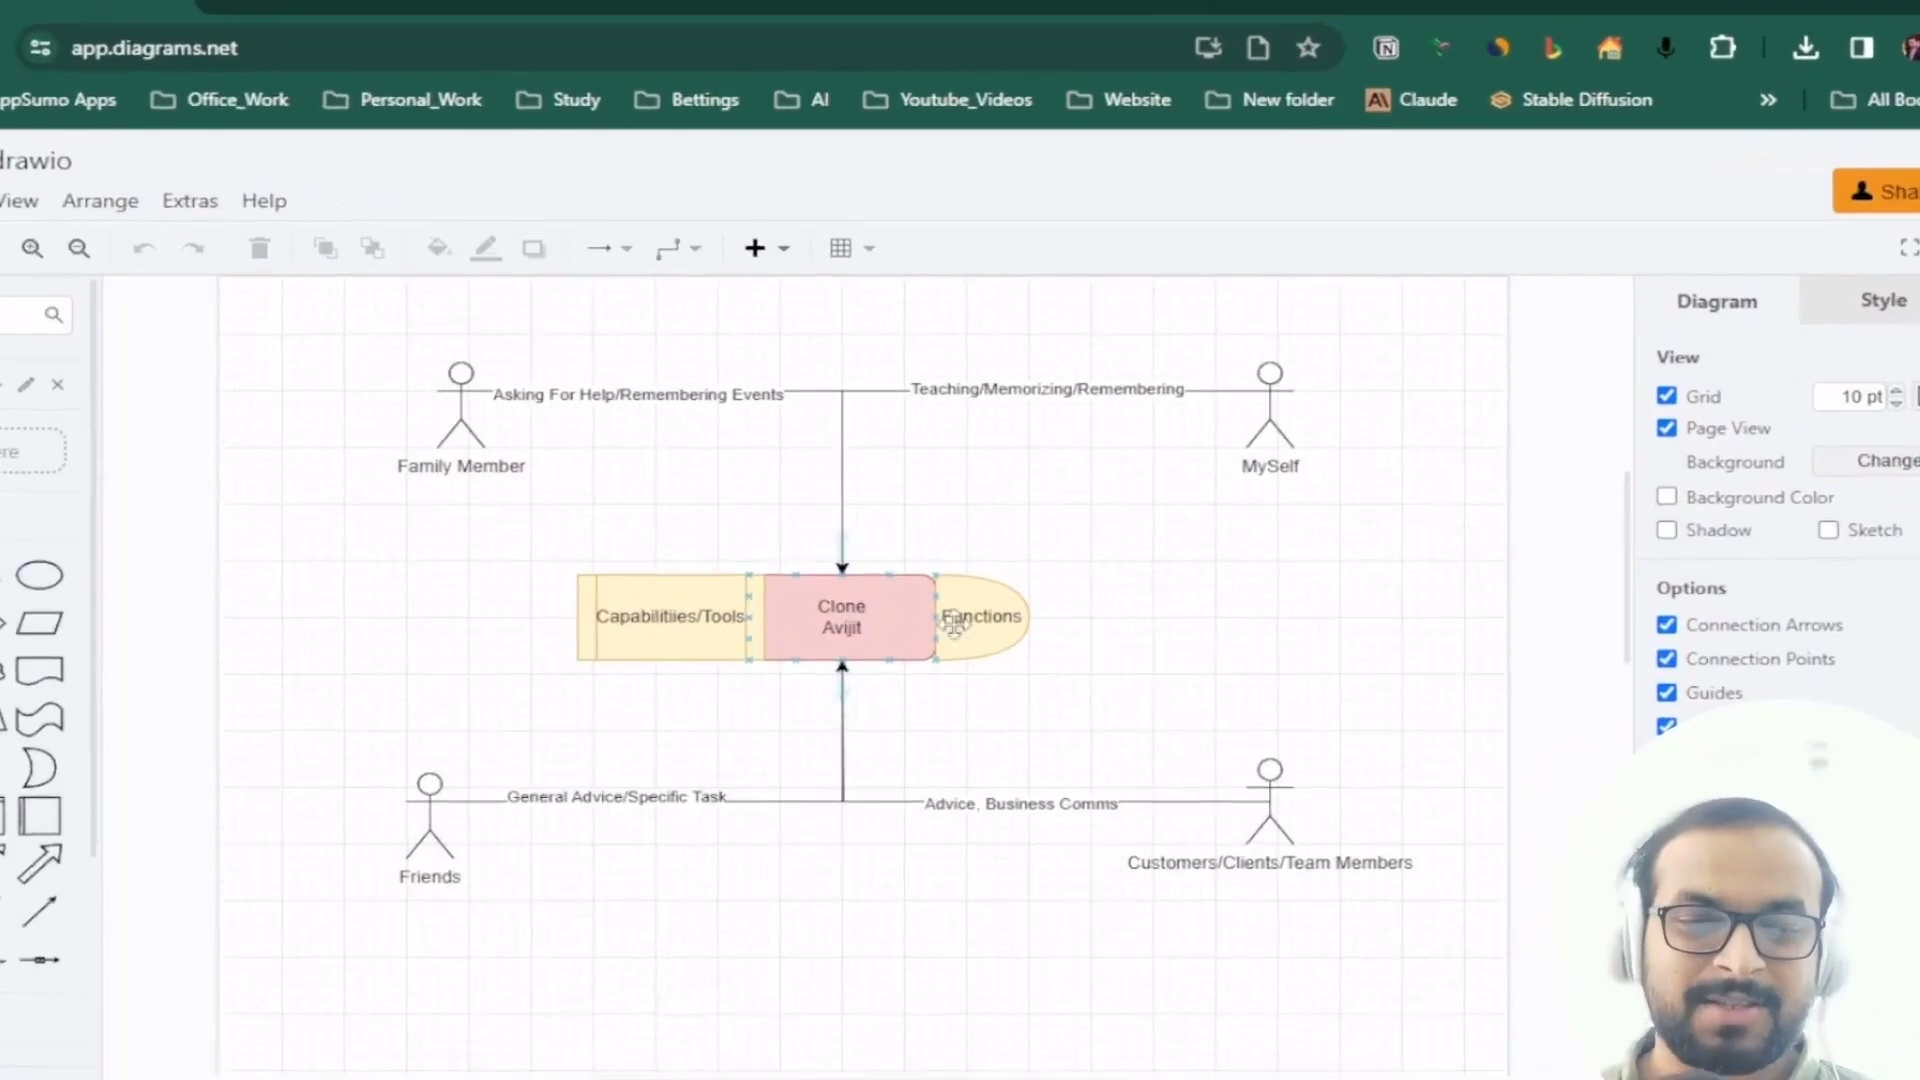 app.diagrams.net
ppSumo Apps
Office_Work
Personal_Work
Study
Bettings
AI
Youtube_Videos
Website
New folder
Claude
Stable Diffusion
All Boo
drawio
View
Arrange
Extras
Help
Sha
Diagram
Style
View
Grid
10 pt
Page View
Background
Change
Background Color
Shadow
Sketch
Options
Connection Arrows
Connection Points
Guides
ere
Asking For Help/Remembering Events
Teaching/Memorizing/Remembering
Family Member
MySelf
Capabilitiies/Tools
Clone
Avijit
Functions
General Advice/Specific Task
Advice, Business Comms
Friends
Customers/Clients/Team Members